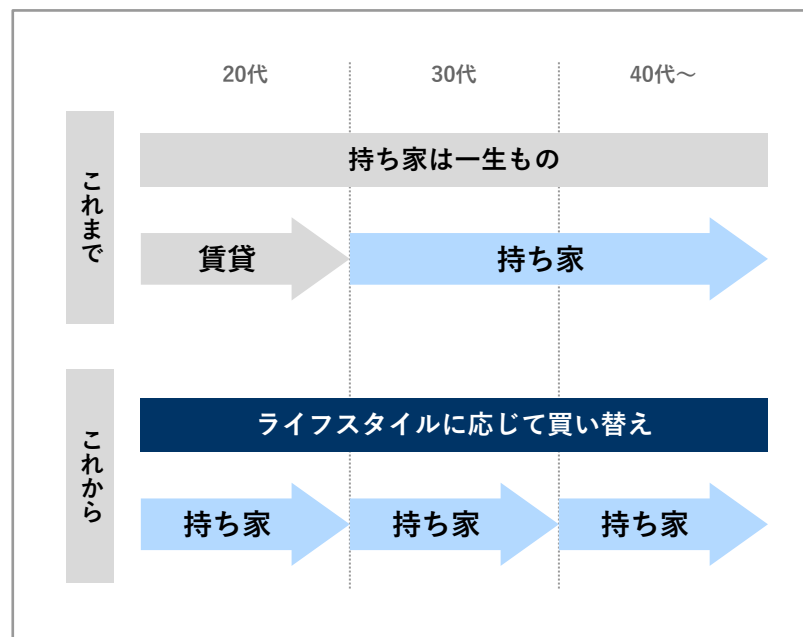 20代
30代
40代～
これまで
持ち家は一生もの
賃貸
持ち家
これから
ライフスタイルに応じて買い替え
持ち家
持ち家
持ち家